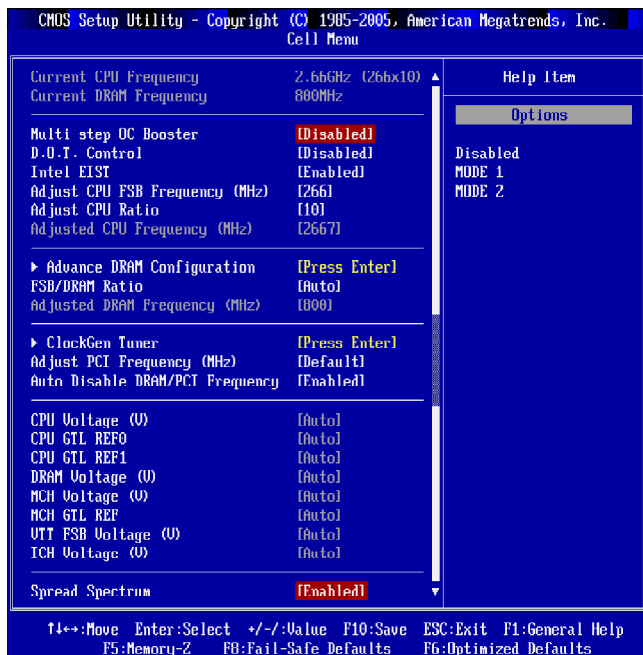 CMOS Setup Utility - Copyright (C) 1985-2005, American Megatrends, Inc.
Cell Menu
Current CPU Frequency 2.66GHz (266x10)
Current DRAM Frequency 800MHz
Multi step OC Booster [Disabled]
D.O.T. Control [Disabled]
Intel EIST [Enabled]
Adjust CPU FSB Frequency (MHz) [266]
Adjust CPU Ratio [10]
Adjusted CPU Frequency (MHz) [2667]
Advance DRAM Configuration [Press Enter]
FSB/DRAM Ratio [Auto]
Adjusted DRAM Frequency (MHz) [800]
ClockGen Tuner [Press Enter]
Adjust PCI Frequency (MHz) [Default]
Auto Disable DRAM/PCI Frequency [Enabled]
CPU Voltage (V) [Auto]
CPU GTL REF0 [Auto]
CPU GTL REF1 [Auto]
DRAM Voltage (V) [Auto]
MCH Voltage (V) [Auto]
MCH GTL REF [Auto]
VTT FSB Voltage (V) [Auto]
ICH Voltage (V) [Auto]
Spread Spectrum [Enabled]
Help Item
Options
Disabled
MODE 1
MODE 2
↑↓←→:Move Enter:Select +/-/:Value F10:Save ESC:Exit F1:General Help
F5:Memory-Z F8:Fail-Safe Defaults F6:Optimized Defaults